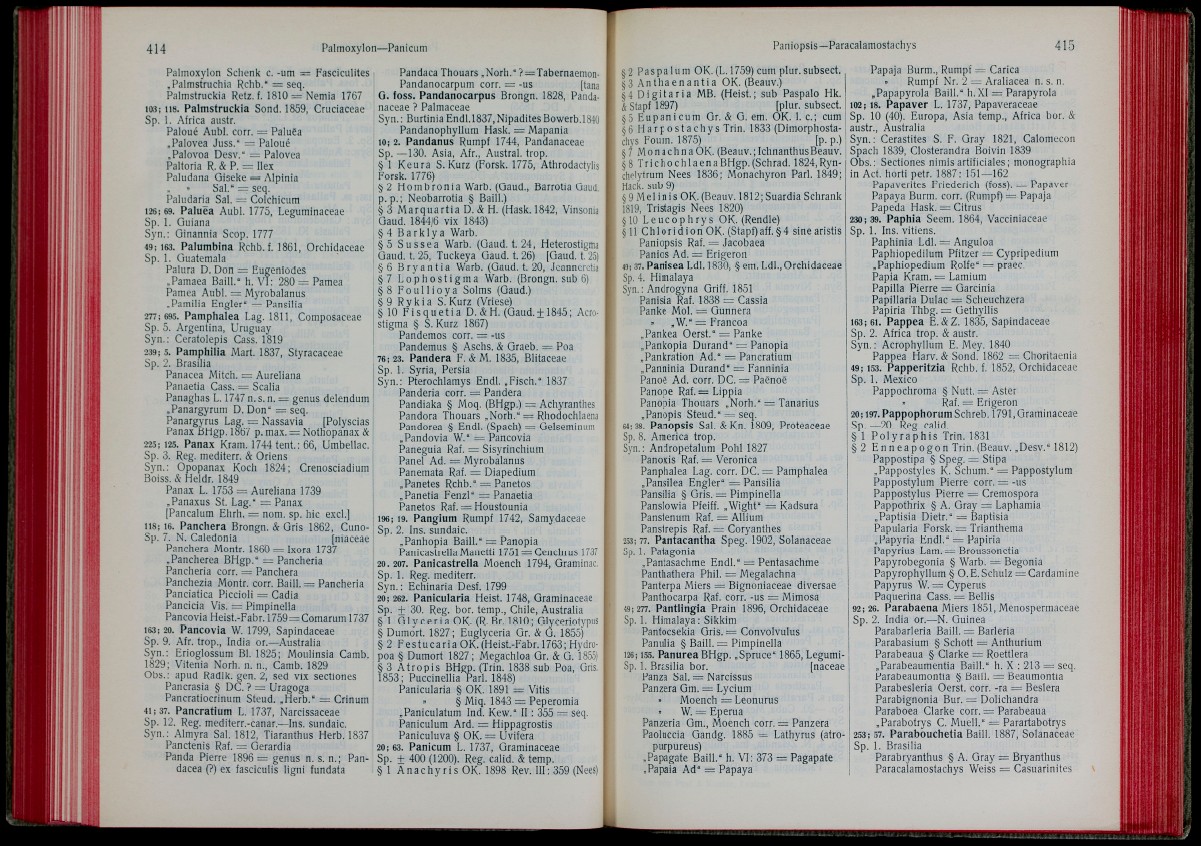 414
Palmoxylon—Panicum
Palmoxylon Schenk c. -um = Fasciculites
„Palmstruchia Rchb.“ = seq.
Palmstruckia Retz. f. 1810 = Nemia 1767
103; 118. Palmstruckia Sond. 1859, Cruciaceae
Sp. 1. Africa austr.
Paloué Aubl. corr. = Paluëa
„Palovea Juss.“ = Paloué
„Palovoa Desv.“ = Palovea
Paltoria R. & P. = Ilex
Paludana Giseke = Alpinia
„ „ Sal.“ = seq.
Paludaria Sal. = Colchicum
126; 69. Paluëa Aubl. 1775, Leguminaceae
Sp. 1. Guiana
Syn.: Ginannia Scop. 1777
49; 163. Palumbina Rchb. f. 1861, Orchidaceae
Sp. 1. Guatemala
Palura D. Don = Eugeniodes
„Pamaea Baill.“ h. VI: 280 = Pamea
Pamea Aubl. = Myrobalanus
„Pamilia Engler“ = Pansilia
277; 695. Pamphalea Lag. 1811, Composaceae
Sp. 5. Argentina, Uruguay
Syn.: Ceratolepis Cass. 1819
239; 5. Pamphilia Mart. 1837, Styracaceae
Sp. 2. Brasilia
Panacea Mitch. = Aureliana
Panaetia Cass. = Scalia
Panaghas L. 1747 n. s. n. = genus delendum
„Panargyrum D. Don“ = seq.
Panargyrus Lag. = Nassavia [Polyscias
Panax BHgp. 1867 p. max. = Nothopanax &
225; 125. Panax Kram. 1744 tent.: 66, Umbellac.
Sp. 3. Reg. mediterr. & Oriens
Syn.: Opopanax Koch 1824; Crenosciadium
Boiss. & Heldr. 1849
Panax L. 1753 = Aureliana 1739
„Panaxus St. Lag.“ = Panax
[Pancalum Ehrh. = nom. sp. hic excl.]
118; 16. Panchera Brongn. & Gris 1862, Cuno-
Sp. 7. N. Caledonia [niaceae
Panchera Montr. 1860 = Ixora 1737
„Pancherea BHgp.“ = Pancheria
Pancheria corr. = Panchera
Panchezia Montr. corr. Baill. = Pancheria
Panciatica Piccioli = Cadia
Pancicia Vis. = Pimpinella
Pancovia Heist.-Fabr. 1759 = Comarum 1737
163; 20. Pancovia W. 1799, Sapindaceae
Sp. 9. Afr. trop., India or.—Australia
Syn.: Erioglossum Bl. 1825; Moulinsia Camb.
1829; Vitenia Norh. n. n., Camb. 1829
Obs.: apud Radlk. gen. 2, sed vix sectiones
Pancrasia § DC. ? = Uragoga
Pancratiocrinum Steud. „Herb.“ = Crinum
41; 37. Pancratium L. 1737, Narcissaceae
Sp. 12. Reg. mediterr.-canar.—Ins. sundaic.
Syn.: Almyra Sal. 1812, Tiaranthus Herb. 1837
Panctenis Raf. = Gerardia
Panda Pierre 1896 = genus n. s. n.; Pan-
dacea (?) ex fasciculis ligni fundata
Pandaca Thouars „Norh.“ ? = Tabernaemon-
Pandanocarpum corr. = -us [tana
G. foss. Pandanocarpus Brongn. 1828, Panda-
naceae ? Palmaceae
Syn.: Burtinia Endl. 1837, Nipadites Bowerb. 1840
Pandanophyllum Hask. = Mapania
10; 2. Pandanus Rumpf 1744, Pandanaceae
Sp. —130. Asia, Afr., Austral. trop.
§ 1 Keura S. Kurz (Forsk. 1775, Athrodactylis
Forsk. 1776)
§ 2 Hombronia Warb. (Gaud., Barrotia Gaud.
p. p.; Neobarrotia § Baill.)
§ 3 Marquartia D. & H. (Hask. 1842, Vinsonia
Gaud. 1844/6 vix 1843)
§ 4 Barklya Warb.
§ 5 Sussea Warb. (Gaud. t. 24, Heterostigma
Gaud. t. 25, Tuckeya Gaud. t. 26) [Gaud. t. 25)
§ 6 Bryantia Warb. (Gaud. t. 20, Jeanneretia
§ 7 Lophostigma Warb. (Brongn. sub 6)
§ 8 Foullioya Solms (Gaud.)
§ 9 Rykia S. Kurz (Vriese)
§ 10 Fisquetia D. & H. (Gaud. ± 1845; Acro-
stigma § S. Kurz 1867)
Pandemos corr. = -us
Pandemus § Aschs. & Graeb. = Poa
76; 23. Pandera F. & M. 1835, Blitaceae
Sp. 1. Syria, Persia
Syn.: Pterochlamys Endl. „Fisch.“ 1837
Panderia corr. = Pandera
Pandiaka § Moq. (BHgp.) = Achyranthes
Pandora Thouars „Norh.“ = Rhodochlaena
Pandorea § Endl. (Spach) = Gelseminum
„Pandovia W.“ = Pancovia
Paneguia Raf. = Sisyrinchium
Panel Ad. = Myrobalanus
Panemata Raf. = Diapedium
„Panetes Rchb.“ = Panetos
„Panetia Fenzl“ = Panaetia
Panetos Raf. = Houstounia
196; 19. Pangium Rumpf 1742, Samydaceae
Sp. 2. Ins. sundaic.
„Panhopia Baill.“ = Panopia
Panicastrella Manetti 1751 = Cenchrus 1737
20. 207. Panicastrella Moench 1794, Graminac.
Sp. 1. Reg. mediterr.
Syn.: Echinaria Desf. 1799
20; 262. Panicularia Heist. 1748, Graminaceae
Sp. ± 30. Reg. bor. temp., Chile, Australia
§ 1 Glyceria OK. (R. Br. 1810; Glyceriotypus
§ Dumort. 1827; Euglyceria Gr. & G. 1855)
§ 2 Festucaria OK. (Heist.-Fabr. 1763; Hydro-
poa § Dumort 1827; Megachloa Gr. & G. 1855)
§ 3 Atropis BHgp. (Trin. 1838 sub Poa, Gris.
1853; Puccinellia Parl. 1848)
Panicularia § OK. 1891 = Vitis
„ § Miq. 1843 = Peperomia
„Paniculatum Ind. Kew.“ II : 355 = seq.
Paniculum Ard. = Hippagrostis
Paniculuva § OK. = Uvifera
20; 63. Panicum L. 1737, Graminaceae
Sp. ± 400 (1200). Reg. calid. & temp.
§ 1 Anachyris OK. 1898 Rev. III: 359 (Nees)
Paniopsis—Paracalamostachys
415
§ 2 Paspalum OK. (L. 1759) cum plur. subsect.
§ 3 Anthaenantia OK. (Beauv.)
§ 4 Digitaria MB. (Heist.; sub Paspalo Hk.
& Stapf 1897) [plur. subsect.
§ 5 Eupanicum Gr. & G. em. OK. l. c.; cum
§ 6 Harpostachys Trin. 1833 (Dimorphosta-
chys Fourn. 1875) [p. p.)
§ 7 Monachna OK. (Beauv.; Ichnanthus Beauv.
§ 8 Trichochlaena BHgp. (Schrad. 1824, Ryn-
chelytrum Nees 1836; Monachyron Parl. 1849;
Hack. sub 9)
§ 9 Melinis OK. (Beauv. 1812; Suardia Schrank
1819, Tristagis Nees 1820)
§ 10 Leucophrys OK. (Rendle)
§ 11 Chloridion OK. (Stapf) aff. § 4 sine aristis
Paniopsis Raf. = Jacobaea
Panios Ad. = Erigeron
49; 37. Panisea Ldl. 1830, § em. Ldl., Orchidaceae
Sp. 4. Himalaya
Syn.: Androgyna Griff. 1851
Panisia Raf. 1838 = Cassia
Panke Mol. = Gunnera
„ „W.“ = Francoa
„Pankea Oerst.“ = Panke
„Pankopia Durand“ = Panopia
„Pankration Ad.“ = Pancratium
„Panninia Durand“ = Fanninia
Panoë Ad. corr. DC. = Paënoë
Panope Raf. = Lippia
Panopia Thouars „Norh.“ = Tanarius
„Panopis Steud.“ = seq.
64; 38. Panopsis Sal. & Kn. 1809, Proteaceae
Sp. 8. America trop.
Syn.: Andropetalum Pohl 1827
Panoxis Raf. = Veronica
Panphalea Lag. corr. DC. = Pamphalea
„Pansilea Engler“ = Pansilia
Pansilia § Gris. = Pimpinella
Panslowia Pfeiff. „Wight“ = Kadsura
Panstenum Raf. = Allium
Panstrepis Raf. = Coryanthes
253; 77. Pantacantha Speg. 1902, Solanaceae
Sp. 1. Patagonia
„Pantasachme Endl.“ = Pentasachme
Panthathera Phil. = Megalachna
Panterpa Miers = Bignoniaceae diversae
Panthocarpa Raf. corr. -us = Mimosa
49; 277. Pantlingia Prain 1896, Orchidaceae
Sp. 1. Himalaya: Sikkim
Pantocsekia Gris. = Convolvulus
Panulia § Baill. = Pimpinella
126; 155. Panurea BHgp. „Spruce“ 1865, Legumi-
Sp. 1. Brasilia bor. [naceae
Panza Sal. = Narcissus
Panzera Gm. = Lycium
„ Moench = Leonurus
„ W. = Eperua
Panzeria Gm., Moench corr. = Panzera
Paoluccia Gandg. 1885 = Lathyrus (atro-
purpureus)
„Papagate Baill.“ h. VI: 373 = Pagapate
„Papaia Ad“ = Papaya
Papaja Burm., Rumpf = Carica
„ Rumpf Nr. 2 = Araliacea n. s. n.
„Papapyrola Baill.“ h. XI = Parapyrola
102; 18. Papaver L. 1737, Papaveraceae
Sp. 10 (40). Europa, Asia temp., Africa bor. &
austr., Australia
Syn.: Cerastites S. F. Gray 1821, Calomecon
Spach 1839, Closterandra Boivin 1839
Obs.: Sectiones nimis artificiales; monographia
in Act. horti petr. 1887: 151—162
Papaverites Friederich (foss). = Papaver
Papaya Burm. corr. (Rumpf) = Papaja
Papeda Hask. = Citrus
230; 39. Paphia Seem. 1864, Vacciniaceae
Sp. 1. Ins. vitiens.
Paphinia Ldl. = Anguloa
Paphiopedilum Pfitzer = Cypripedium
„Paphiopedium Rolfe“ = praec.
Papia Kram. = Lamium
Papilla Pierre = Garcinia
Papillaria Dulac = Scheuchzera
Papiria Thbg. = Gethyllis
163; 61. Pappea E. & Z. 1835, Sapindaceae
Sp. 2. Africa trop. & austr.
Syn.: Acrophyllum E. Mey. 1840
Pappea Harv. & Sond. 1862 = Choritaenia
49; 153. Papperitzia Rchb. f. 1852, Orchidaceae
Sp. 1. Mexico
Pappochroma § Nutt. = Aster
„ Raf. = Erigeron
20; 197. Pappophorum Schreb. 1791, Graminaceae
Sp. —20 Reg. calid.
§ 1 Polyraphis Trin. 1831
§ 2 Enneapogon Trin. (Beauv. „Desv.“ 1812)
Pappostipa § Speg. = Stipa
„Pappostyles K. Schum.“ = Pappostylum
Pappostylum Pierre corr. = -us
Pappostylus Pierre = Cremospora
Pappothrix § A. Gray = Laphamia
„Paptisia Dietr.“ = Baptisia
Papularia Forsk. = Trianthema
„Papyria Endl.“ = Papiria
Papyrius Lam. = Broussonetia
Papyrobegonia § Warb. = Begonia
Papyrophyllum § O. E. Schulz = Cardamine
Papyrus W. = Cyperus
Paquerina Cass. = Bellis
92; 26. Parabaena Miers 1851, Menospermaceae
Sp. 2. India or.—N. Guinea
Parabarleria Baill. = Barleria
Parabasium § Schott = Anthurium
Parabaea § Clarke = Roettlera
„Parabeaumentia Baill.“ h. X : 213 = seq.
Parabeaumontia § Baill. = Beaumontia
Parabesleria Oerst. corr. -ra = Beslera
Parabignonia Bur. = Dolichandra
Paraboea Clarke corr. = Parabeaua
„Parabotrys C. Muell.“ = Parartabotrys
253; 57. Parabouchetia Baill. 1887, Solanaceae
Sp. 1. Brasilia
Parabryanthus § A. Gray = Bryanthus
Paracalamostachys Weiss = Casuarinites